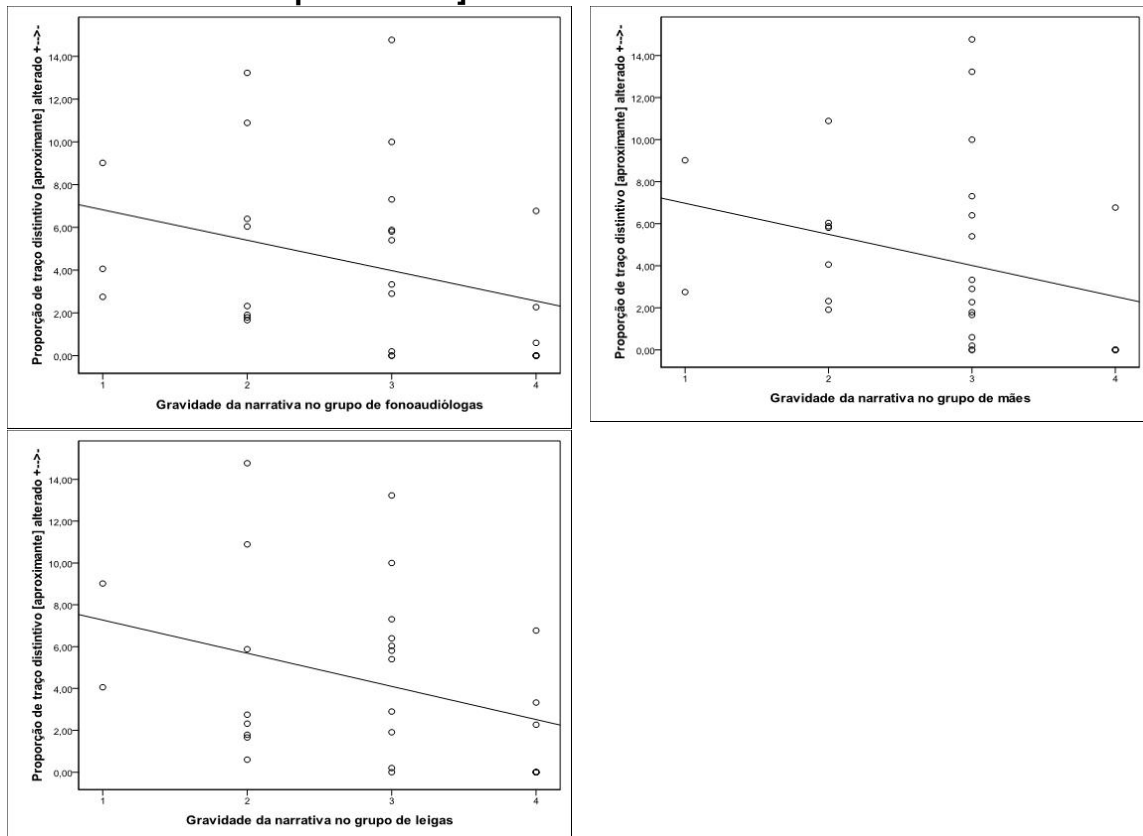 Proporção de traço distintivo [aproximante] alterado +-->-
14,00
12,00
10,00
8,00
6,00
4,00
2,00
0,00
1 2 3 4
Gravidade da narrativa no grupo de fonoaudiólogas
Proporção de traço distintivo [aproximante] alterado +-->-
14,00
12,00
10,00
8,00
6,00
4,00
2,00
0,00
1 2 3 4
Gravidade da narrativa no grupo de mães
Proporção de traço distintivo [aproximante] alterado +-->-
14,00
12,00
10,00
8,00
6,00
4,00
2,00
0,00
1 2 3 4
Gravidade da narrativa no grupo de leigas